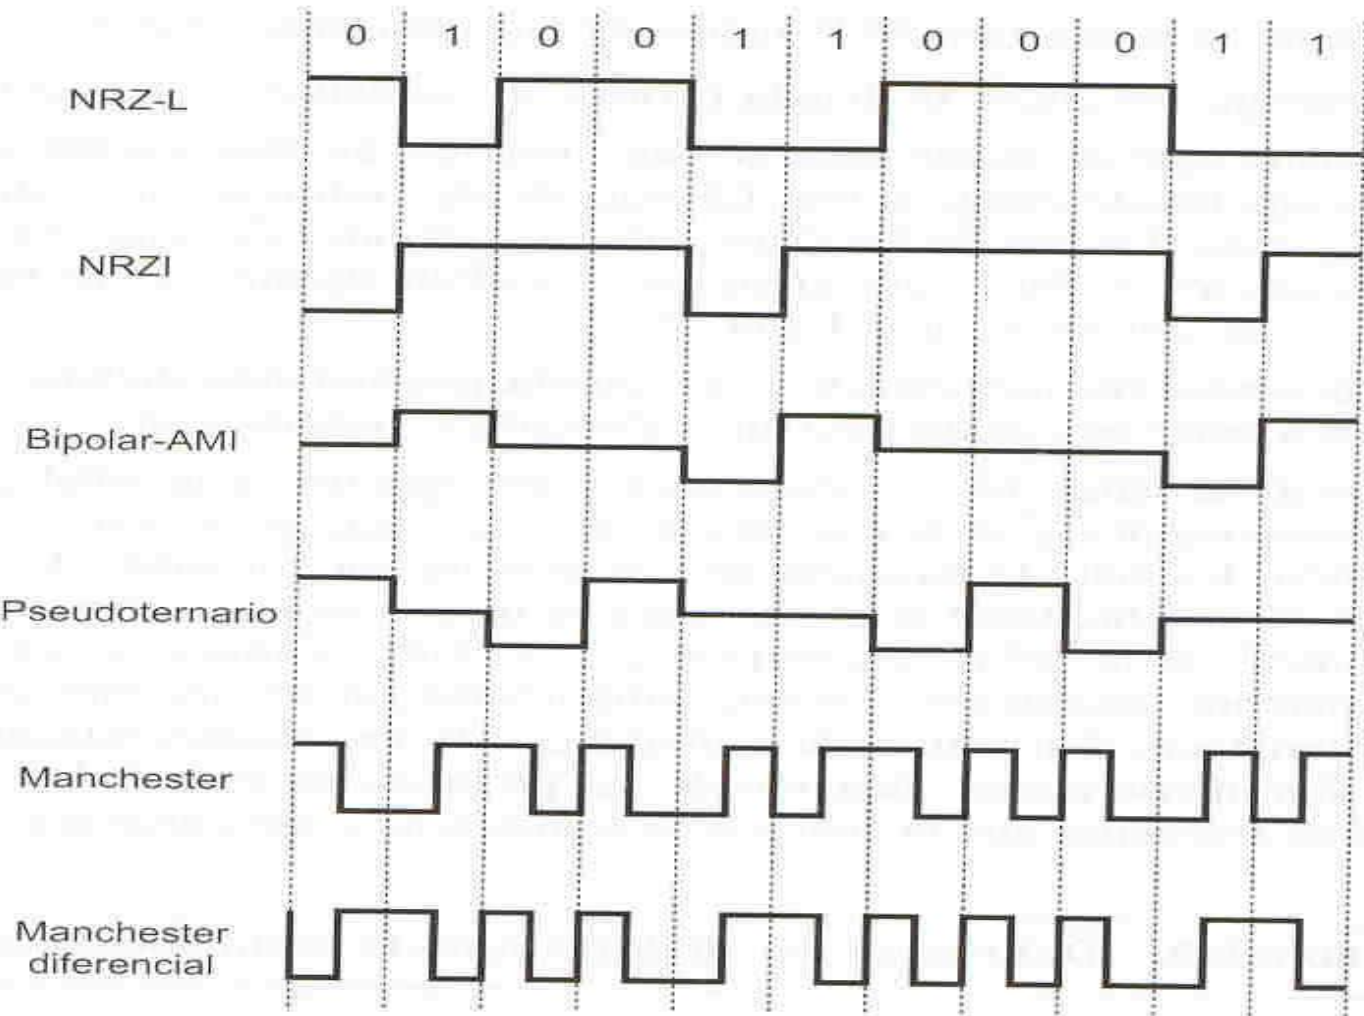 0 1 0 0 1 1 0 0 0 1 1
NRZ-L
NRZI
Bipolar-AMI
Pseudoternario
Manchester
Manchester
diferencial